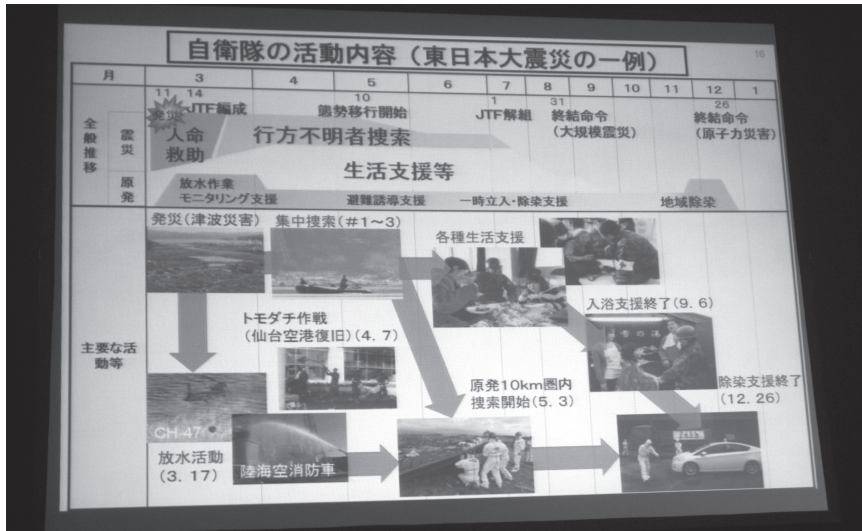 自衛隊の活動内容（東日本大震災の一例）
16
月
3
4
5
6
7
8
9
10
11
12
1
全般推移
震災
原発
11
14
10
1
31
26
発災
JTF編成
態勢移行開始
JTF解組
終結命令
（大規模震災）
終結命令
（原子力災害）
人命
救助
行方不明者捜索
生活支援等
放水作業
モニタリング支援
避難誘導支援
一時立入・除染支援
地域除染
主要な活
動等
発災（津波災害）
集中捜索（#1～3）
各種生活支援
トモダチ作戦
（仙台空港復旧）（4.7）
入浴支援終了（9.6）
原発10km圏内
捜索開始（5.3）
除染支援終了
（12.26）
CH-47
放水活動
（3.17）
陸海空消防車